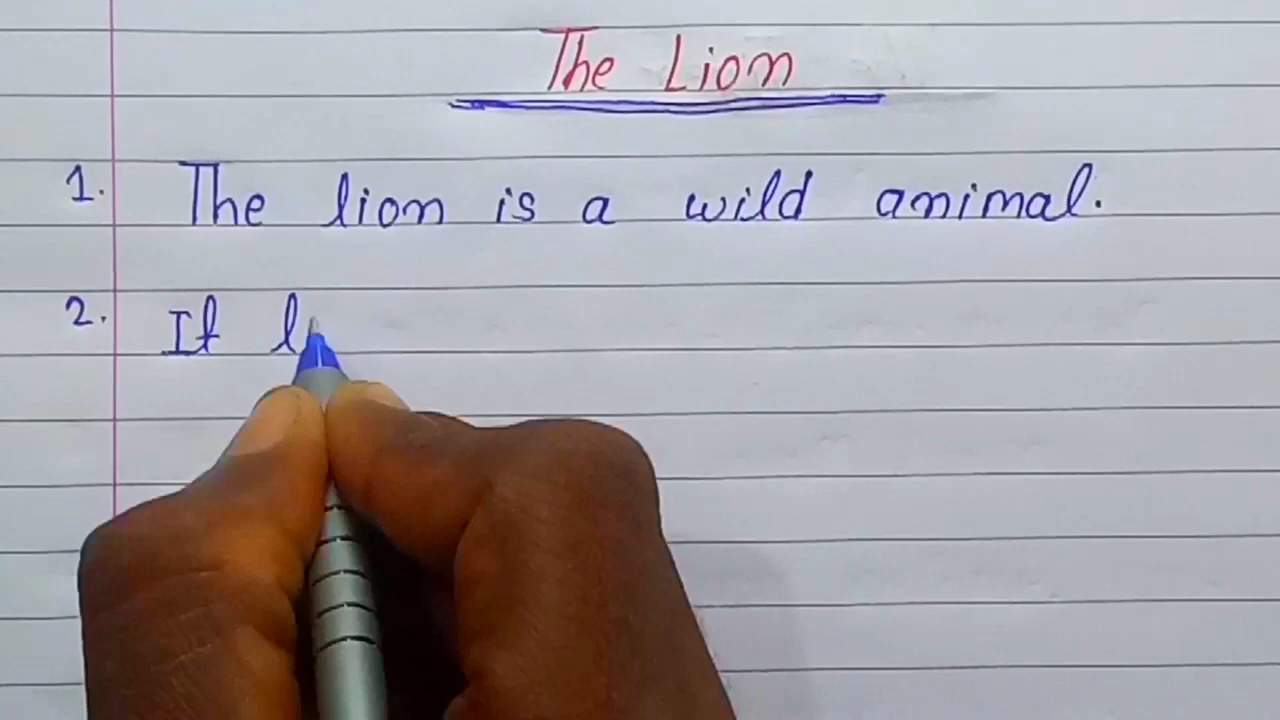 The Lion
1. The lion is a wild animal.
2. It l